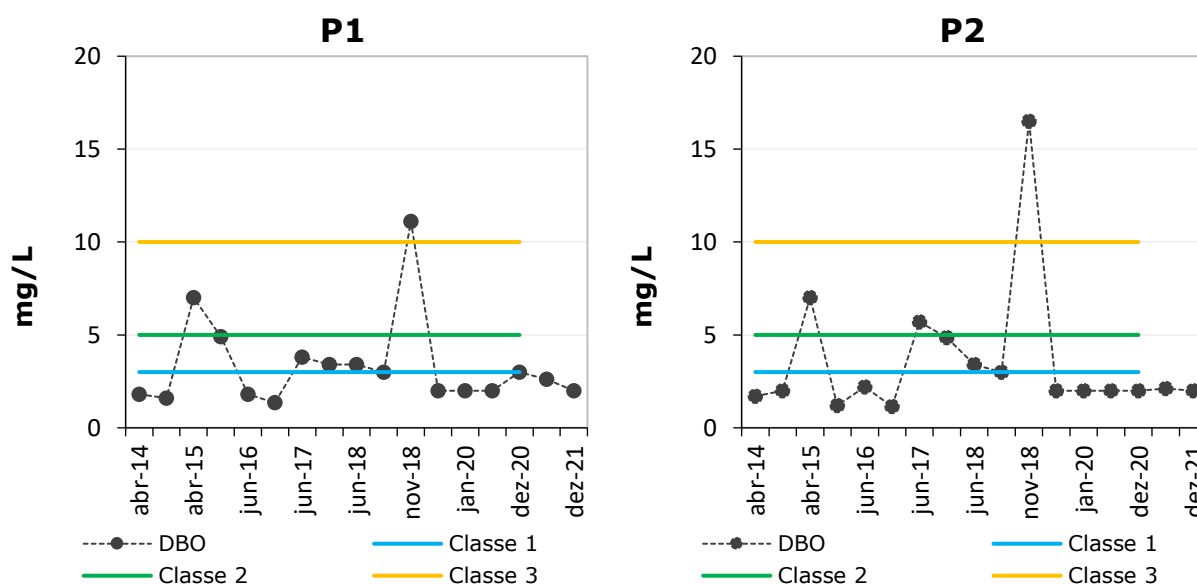 P1
20
15
10
5
0
mg/L
abr-14
abr-15
jun-16
jun-17
jun-18
nov-18
jan-20
dez-20
dez-21
DBO
Classe 1
Classe 2
Classe 3
P2
20
15
10
5
0
mg/L
abr-14
abr-15
jun-16
jun-17
jun-18
nov-18
jan-20
dez-20
dez-21
DBO
Classe 1
Classe 2
Classe 3